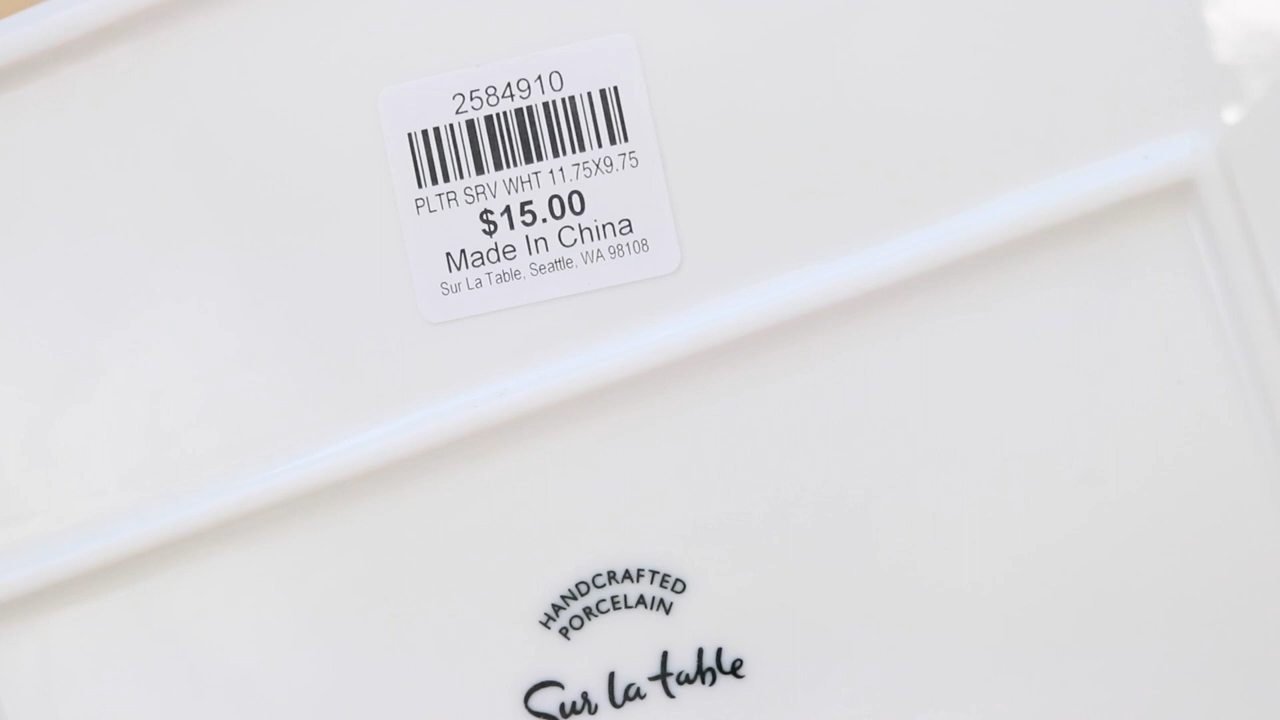 2584910
PLTR SRV WHT 11.75X9.75
$15.00
Made In China
Sur La Table, Seattle, WA 98108
HANDCRAFTED
PORCELAIN
Sur la table